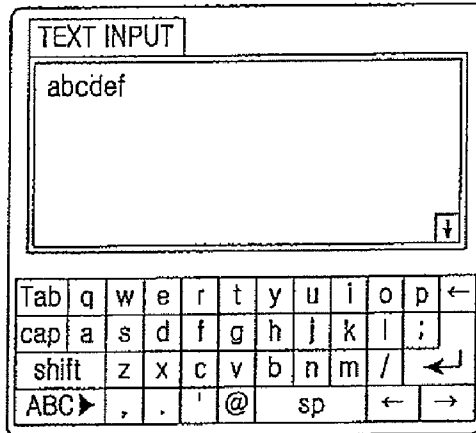 TEXT INPUT
abcdef
Tab q w e r t y u i o p ←
cap a s d f g h j k l ;
shift z x c v b n m / ↵
ABC▶ , . ' @ sp ← →